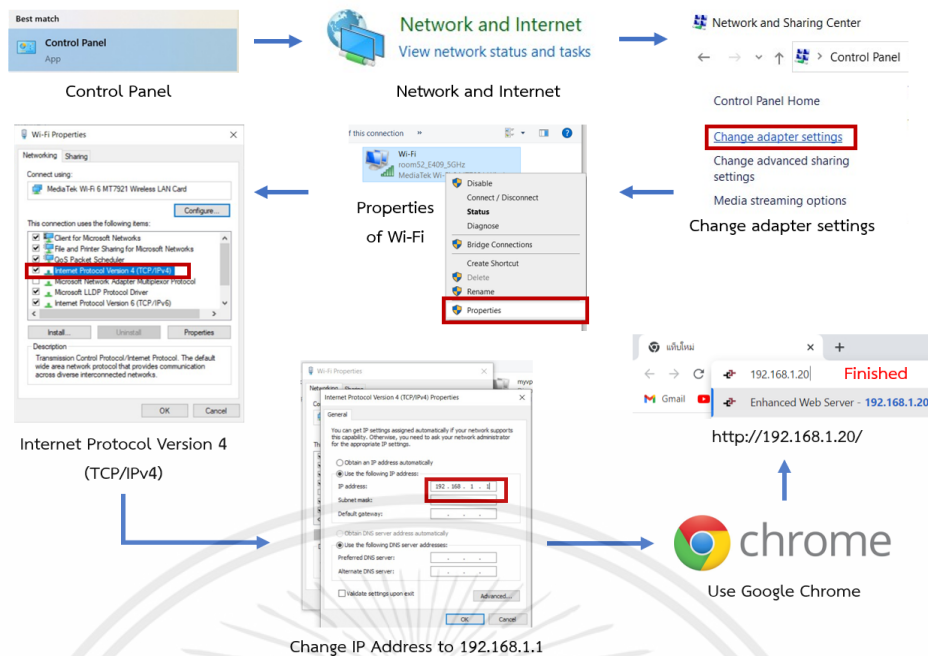 Best match
Control Panel
App
Control Panel
Network and Internet
View network status and tasks
Network and Internet
Network and Sharing Center
Control Panel
Control Panel Home
Change adapter settings
Change advanced sharing
settings
Media streaming options
Change adapter settings
f this connection »
Wi-Fi
room52_E409_5GHz
MediaTek Wi-
Disable
Connect / Disconnect
Status
Diagnose
Bridge Connections
Create Shortcut
Delete
Rename
Properties
Properties
of Wi-Fi
Wi-Fi Properties
Networking Sharing
Connect using:
MediaTek Wi-Fi 6 MT7921 Wireless LAN Card
Configure...
This connection uses the following items:
Client for Microsoft Networks
File and Printer Sharing for Microsoft Networks
QoS Packet Scheduler
Internet Protocol Version 4 (TCP/IPv4)
Microsoft Network Adapter Multiplexor Protocol
Microsoft LLDP Protocol Driver
Internet Protocol Version 6 (TCP/IPv6)
Install... Uninstall Properties
Description
Transmission Control Protocol/Internet Protocol. The default
wide area network protocol that provides communication
across diverse interconnected networks.
OK Cancel
Internet Protocol Version 4
(TCP/IPv4)
Wi-Fi Properties
myvp
Internet Protocol Version 4 (TCP/IPv4) Properties
General
You can get IP settings assigned automatically if your network supports
this capability. Otherwise, you need to ask your network administrator
for the appropriate IP settings.
Obtain an IP address automatically
Use the following IP address:
IP address: 192 . 168 . 1 . 1
Subnet mask:
Default gateway: . . .
Obtain DNS server address automatically
Use the following DNS server addresses:
Preferred DNS server: . . .
Alternate DNS server: . . .
Validate settings upon exit Advanced...
OK Cancel
Change IP Address to 192.168.1.1
chrome
Use Google Chrome
แท็บใหม่
192.168.1.20 Finished
Gmail
Enhanced Web Server - 192.168.1.20
http://192.168.1.20/